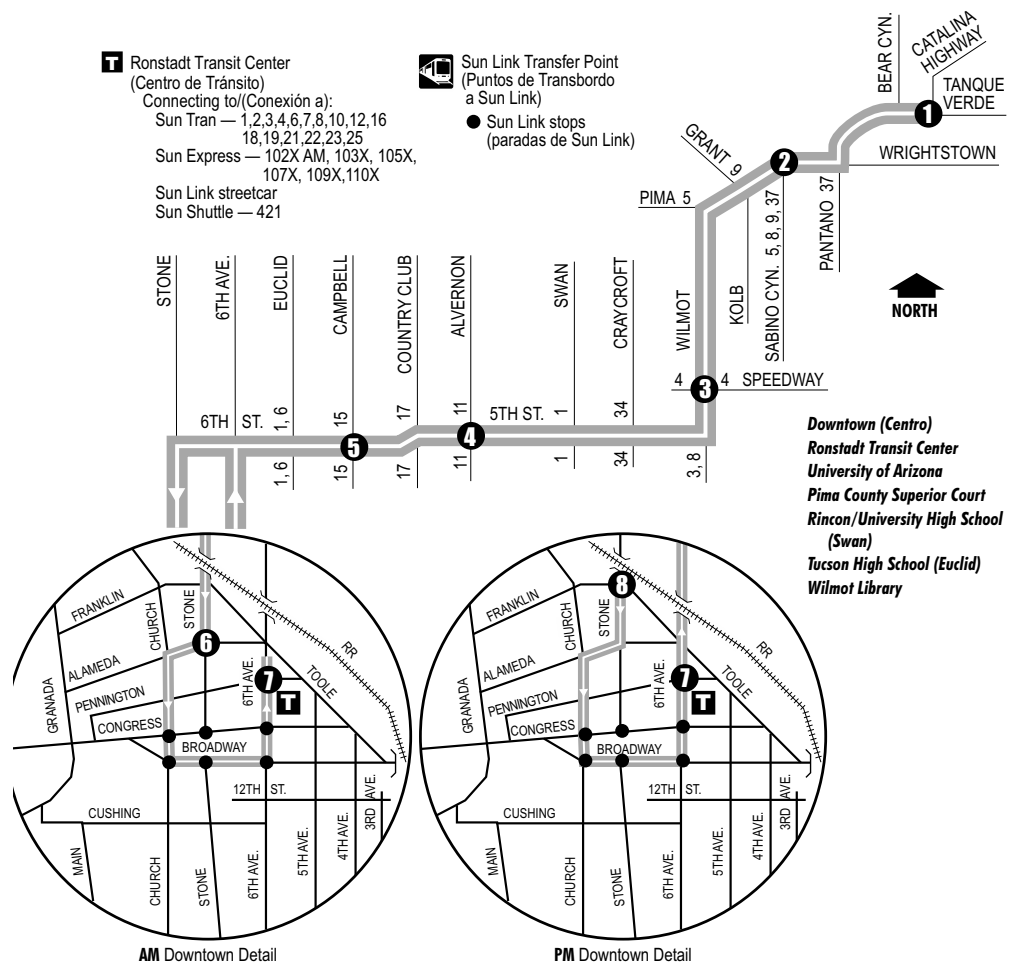 T Ronstadt Transit Center
(Centro de Tránsito)
Connecting to/(Conexión a):
Sun Tran — 1,2,3,4,6,7,8,10,12,16
18,19,21,22,23,25
Sun Express — 102X AM, 103X, 105X,
107X, 109X,110X
Sun Link streetcar
Sun Shuttle — 421
Sun Link Transfer Point
(Puntos de Transbordo
a Sun Link)
Sun Link stops
(paradas de Sun Link)
BEAR CYN.
CATALINA
HIGHWAY
TANQUE
VERDE
1
WRIGHTSTOWN
GRANT 9
2
PIMA 5
PANTANO 37
SABINO CYN. 5, 8, 9, 37
KOLB
WILMOT
NORTH
4 3 4 SPEEDWAY
3, 8
STONE
6TH AVE.
EUCLID
1, 6
1, 6
CAMPBELL
15
15
COUNTRY CLUB
17
17
ALVERNON
11
11
SWAN
1
1
CRAYCROFT
34
34
6TH ST.
5TH ST.
5
4
Downtown (Centro)
Ronstadt Transit Center
University of Arizona
Pima County Superior Court
Rincon/University High School
(Swan)
Tucson High School (Euclid)
Wilmot Library
FRANKLIN
CHURCH
STONE
6
RR
ALAMEDA
TOOLE
GRANADA
PENNINGTON
6TH AVE.
7
T
CONGRESS
BROADWAY
12TH ST.
3RD AVE.
CUSHING
MAIN
CHURCH
STONE
6TH AVE.
5TH AVE.
4TH AVE.
AM Downtown Detail
8
FRANKLIN
CHURCH
STONE
RR
ALAMEDA
TOOLE
GRANADA
PENNINGTON
6TH AVE.
7
T
CONGRESS
BROADWAY
12TH ST.
3RD AVE.
CUSHING
MAIN
CHURCH
STONE
6TH AVE.
5TH AVE.
4TH AVE.
PM Downtown Detail